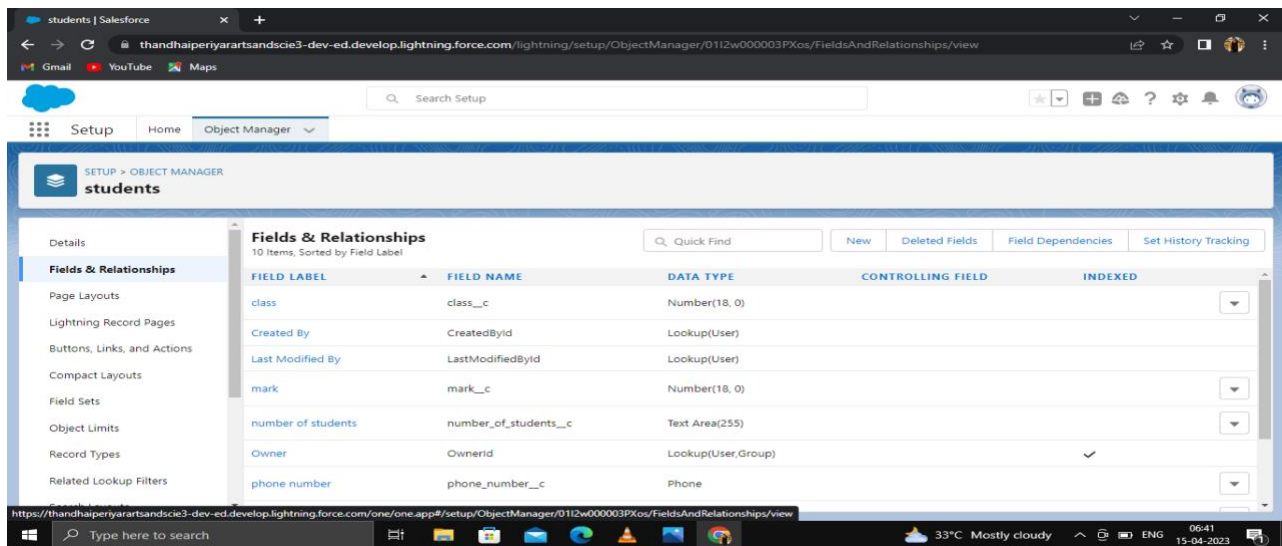 students | Salesforce
thandhaiperiyarartsandscie3-dev-ed.develop.lightning.force.com/lightning/setup/ObjectManager/01I2w000003PXos/FieldsAndRelationships/view
Gmail YouTube Maps
Search Setup
Setup Home Object Manager
SETUP > OBJECT MANAGER
students
Details
Fields & Relationships
Page Layouts
Lightning Record Pages
Buttons, Links, and Actions
Compact Layouts
Field Sets
Object Limits
Record Types
Related Lookup Filters
Fields & Relationships
10 Items, Sorted by Field Label
Quick Find New Deleted Fields Field Dependencies Set History Tracking
FIELD LABEL FIELD NAME DATA TYPE CONTROLLING FIELD INDEXED
class class__c Number(18, 0)
Created By CreatedById Lookup(User)
Last Modified By LastModifiedById Lookup(User)
mark mark__c Number(18, 0)
number of students number_of_students__c Text Area(255)
Owner OwnerId Lookup(User,Group)
phone number phone_number__c Phone
https://thandhaiperiyarartsandscie3-dev-ed.develop.lightning.force.com/one/one.app#/setup/ObjectManager/01I2w000003PXos/FieldsAndRelationships/view
Type here to search 33°C Mostly cloudy ENG 06:41
15-04-2023